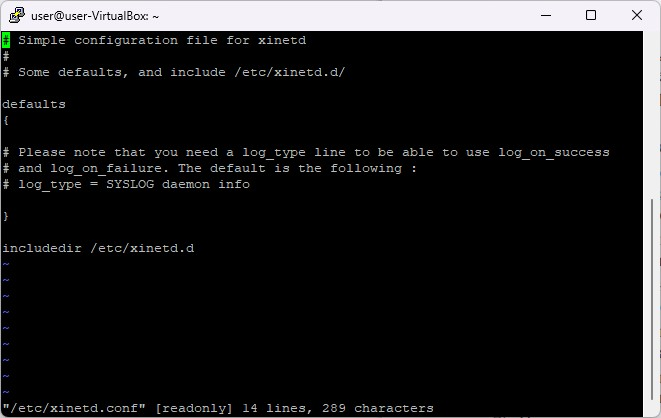 user@user-VirtualBox: ~
# Simple configuration file for xinetd
#
# Some defaults, and include /etc/xinetd.d/
defaults
{
# Please note that you need a log_type line to be able to use log_on_success
# and log_on_failure. The default is the following :
# log_type = SYSLOG daemon info
}
includedir /etc/xinetd.d
~
~
~
~
~
~
~
~
~
"/etc/xinetd.conf" [readonly] 14 lines, 289 characters